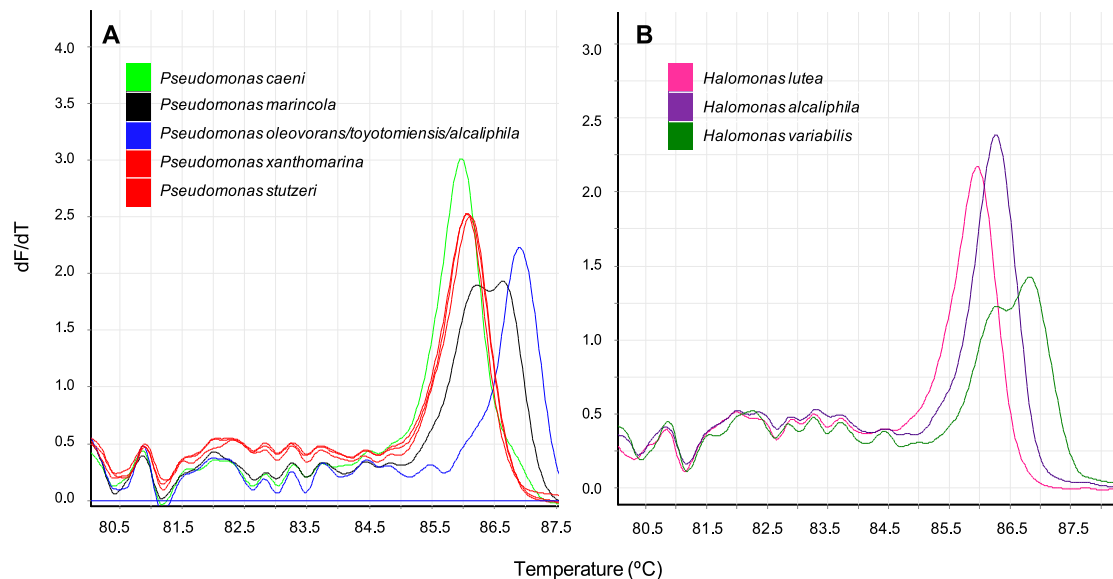 A
4.0
3.5
3.0
2.5
2.0
1.5
1.0
0.5
0.0
dF/dT
Pseudomonas caeni
Pseudomonas marincola
Pseudomonas oleovorans/toyotomiensis/alcaliphila
Pseudomonas xanthomarina
Pseudomonas stutzeri
80.5 81.5 82.5 83.5 84.5 85.5 86.5 87.5
B
3.0
2.5
2.0
1.5
1.0
0.5
0.0
Halomonas lutea
Halomonas alcaliphila
Halomonas variabilis
80.5 81.5 82.5 83.5 84.5 85.5 86.5 87.5
Temperature (ºC)